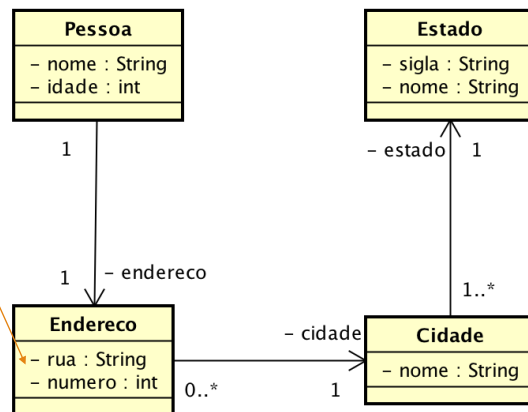 Pessoa
- nome : String
- idade : int
Estado
- sigla : String
- nome : String
1
- estado
1
1
- endereco
1..*
Endereco
- rua : String
- numero : int
- cidade
0..*
1
Cidade
- nome : String